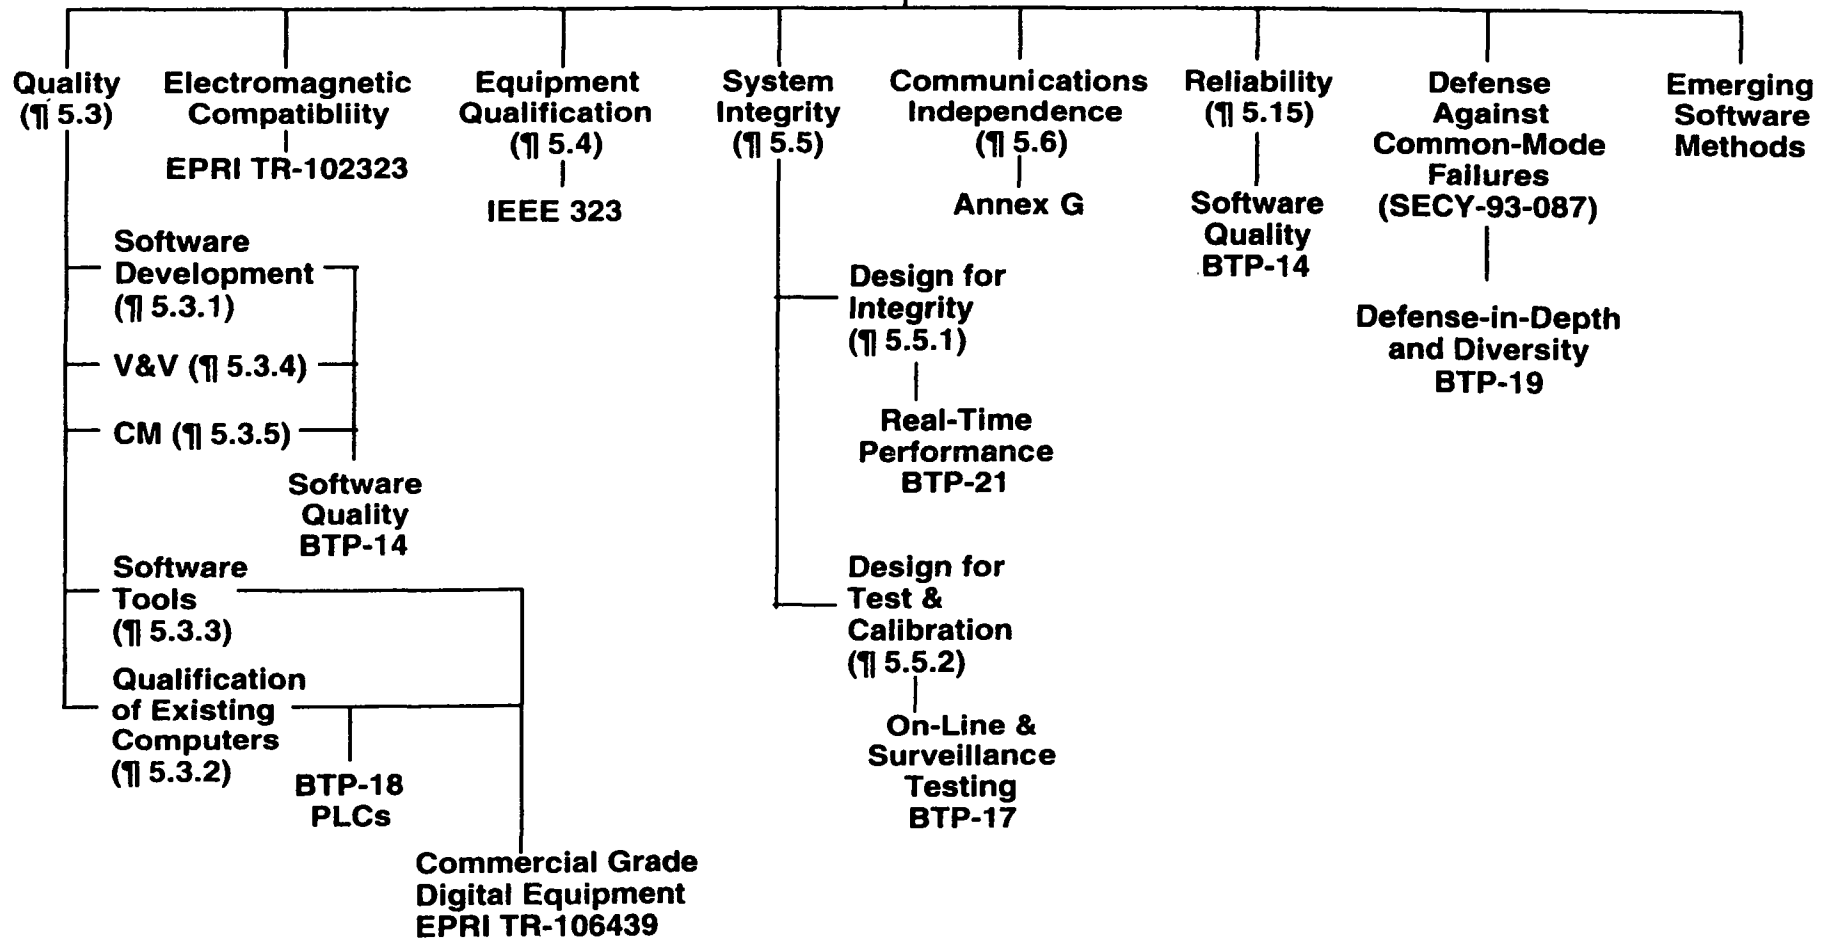 Quality
(¶ 5.3)
Electromagnetic
Compatibliity
EPRI TR-102323
Equipment
Qualification
(¶ 5.4)
IEEE 323
System
Integrity
(¶ 5.5)
Communications
Independence
(¶ 5.6)
Annex G
Reliability
(¶ 5.15)
Software
Quality
BTP-14
Defense
Against
Common-Mode
Failures
(SECY-93-087)
Defense-in-Depth
and Diversity
BTP-19
Emerging
Software
Methods
Software
Development
(¶ 5.3.1)
V&V (¶ 5.3.4)
CM (¶ 5.3.5)
Software
Quality
BTP-14
Software
Tools
(¶ 5.3.3)
Qualification
of Existing
Computers
(¶ 5.3.2)
BTP-18
PLCs
Commercial Grade
Digital Equipment
EPRI TR-106439
Design for
Integrity
(¶ 5.5.1)
Real-Time
Performance
BTP-21
Design for
Test &
Calibration
(¶ 5.5.2)
On-Line &
Surveillance
Testing
BTP-17